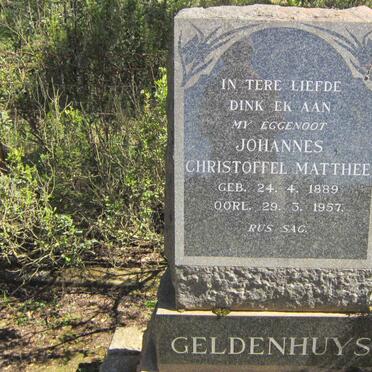 IN TERE LIEFDE
DINK EK AAN
MY EGGENOOT
JOHANNES
CHRISTOFFEL MATTHEE
GEB. 24. 4. 1889
OORL. 29. 3. 1957.
RUS SAG.
GELDENHUYS